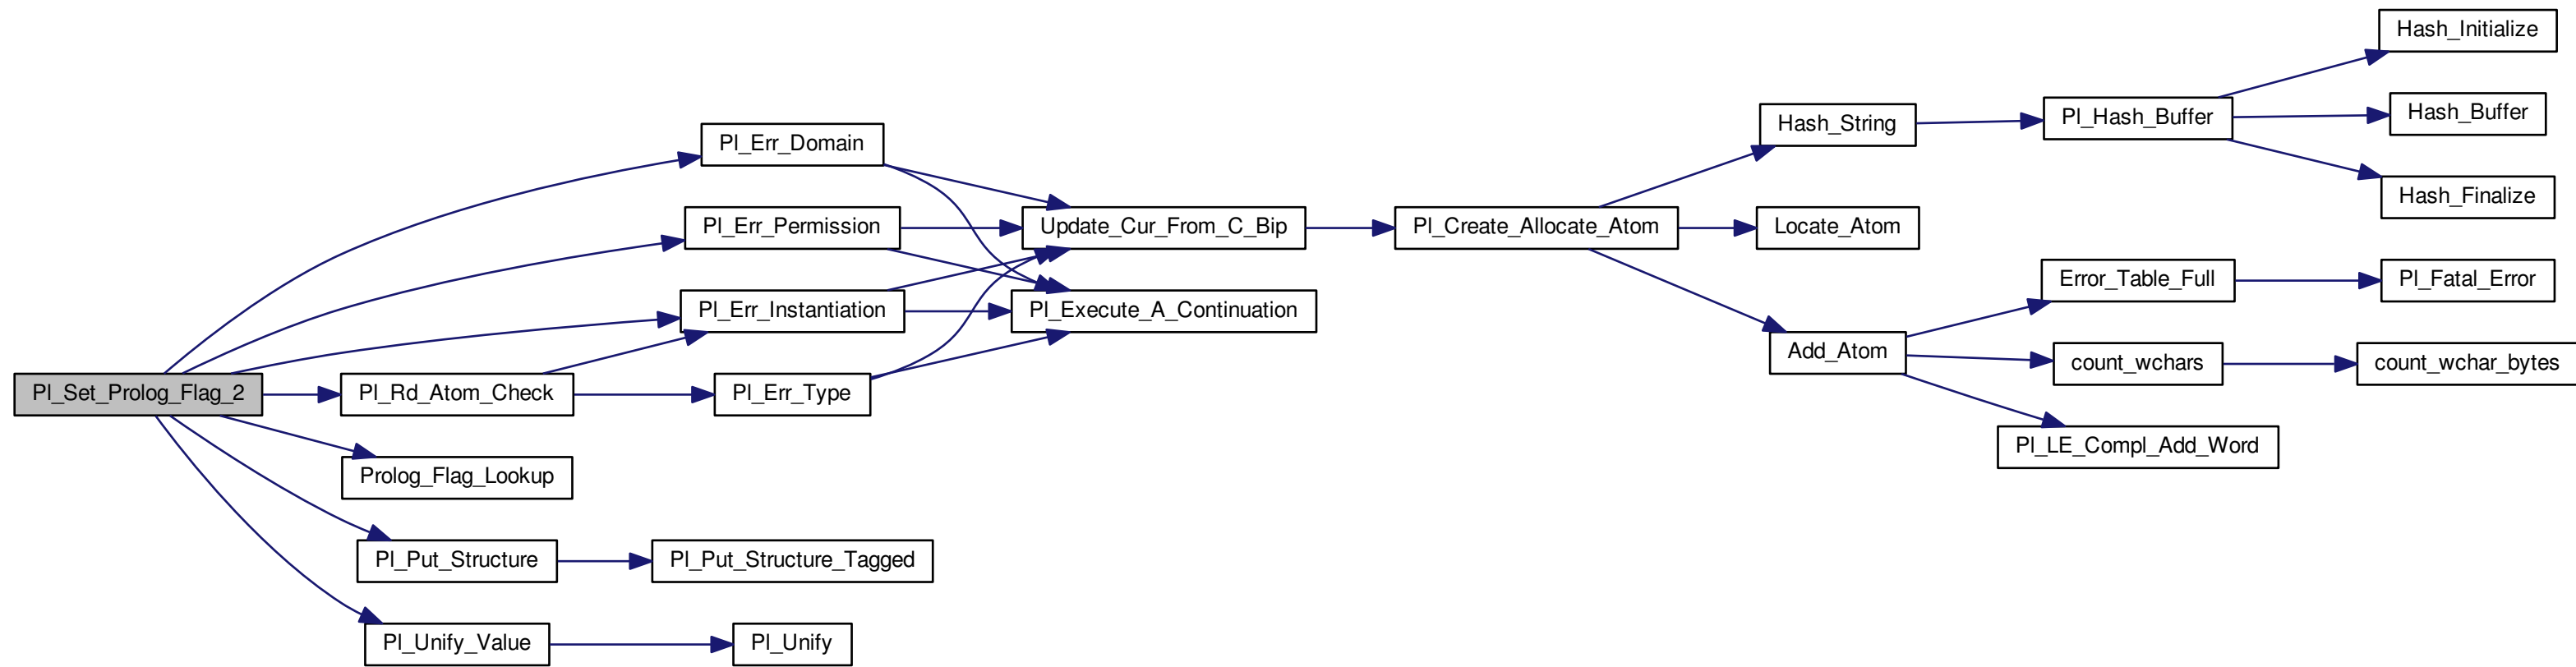 Hash_Initialize
Hash_Buffer
Hash_String
Pl_Hash_Buffer
Pl_Err_Domain
Hash_Finalize
Pl_Err_Permission
Update_Cur_From_C_Bip
Pl_Create_Allocate_Atom
Locate_Atom
Error_Table_Full
Pl_Fatal_Error
Pl_Err_Instantiation
Pl_Execute_A_Continuation
Add_Atom
count_wchars
count_wchar_bytes
Pl_Set_Prolog_Flag_2
Pl_Rd_Atom_Check
Pl_Err_Type
Pl_LE_Compl_Add_Word
Prolog_Flag_Lookup
Pl_Put_Structure
Pl_Put_Structure_Tagged
Pl_Unify_Value
Pl_Unify